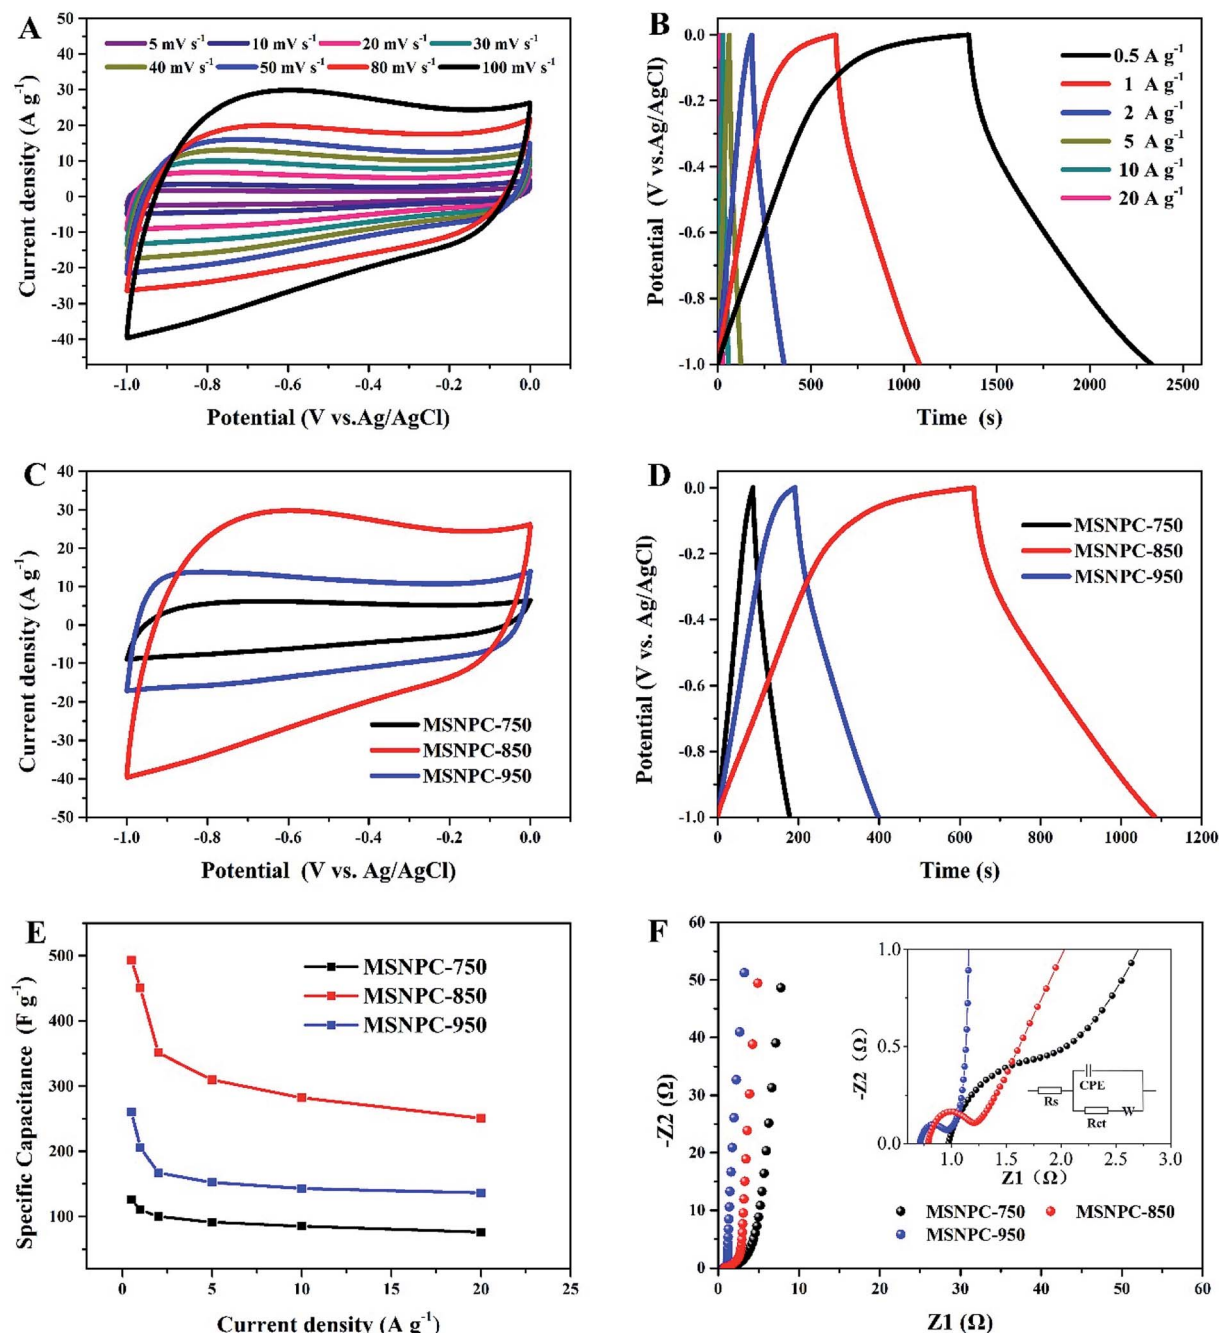 A
50
40
30
20
10
0
-10
-20
-30
-40
Current density (A g⁻¹)
5 mV s⁻¹ 10 mV s⁻¹ 20 mV s⁻¹ 30 mV s⁻¹
40 mV s⁻¹ 50 mV s⁻¹ 80 mV s⁻¹ 100 mV s⁻¹
-1.0 -0.8 -0.6 -0.4 -0.2 0.0
Potential (V vs.Ag/AgCl)
B
0.0
-0.2
-0.4
-0.6
-0.8
-1.0
Potential (V vs.Ag/AgCl)
0.5 A g⁻¹
1 A g⁻¹
2 A g⁻¹
5 A g⁻¹
10 A g⁻¹
20 A g⁻¹
0 500 1000 1500 2000 2500
Time (s)
C
40
30
20
10
0
-10
-20
-30
-40
-50
Current density (A g⁻¹)
MSNPC-750
MSNPC-850
MSNPC-950
-1.0 -0.8 -0.6 -0.4 -0.2 0.0
Potential (V vs. Ag/AgCl)
D
0.0
-0.2
-0.4
-0.6
-0.8
-1.0
Potential (V vs. Ag/AgCl)
MSNPC-750
MSNPC-850
MSNPC-950
0 200 400 600 800 1000 1200
Time (s)
E
500
400
300
200
100
Specific Capacitance (F g⁻¹)
MSNPC-750
MSNPC-850
MSNPC-950
0 5 10 15 20 25
Current density (A g⁻¹)
F
60
50
40
30
20
10
0
-Z2 (Ω)
1.0
0.5
0.0
-Z2 (Ω)
CPE
Rs
W
Rct
1.0 1.5 2.0 2.5 3.0
Z1 (Ω)
MSNPC-750 MSNPC-850
MSNPC-950
0 10 20 30 40 50 60
Z1 (Ω)